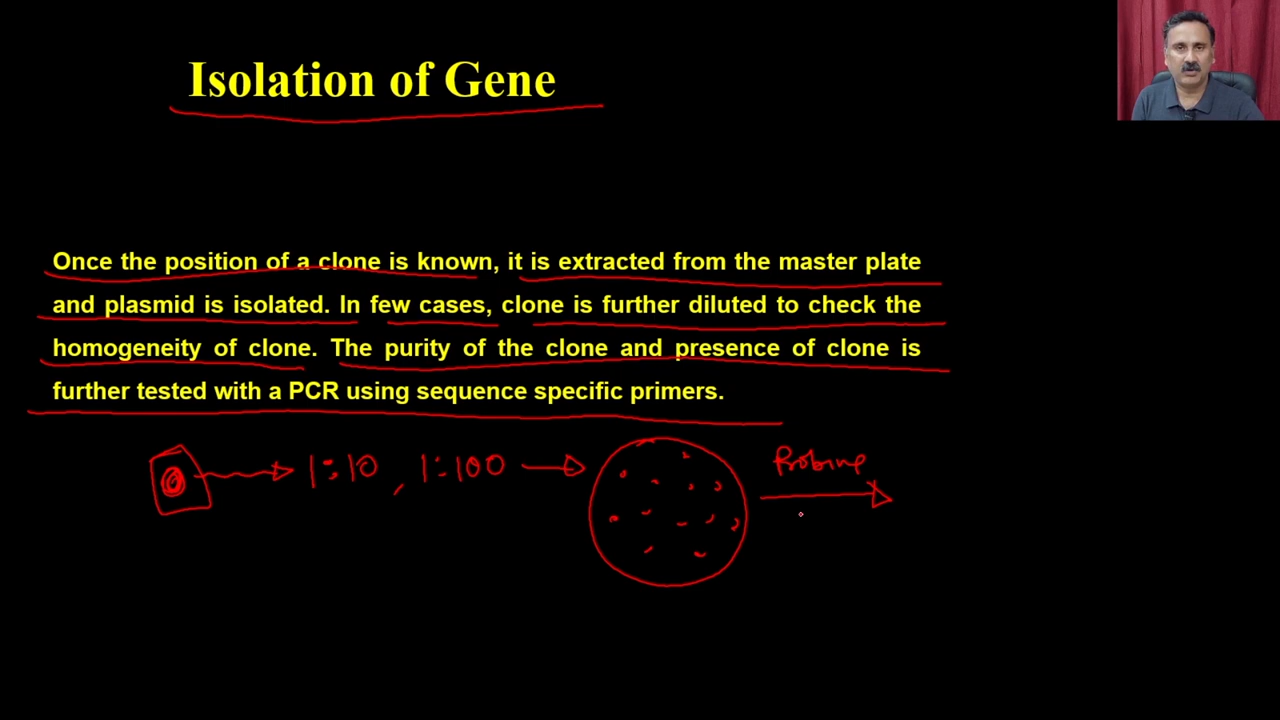 Isolation of Gene
Once the position of a clone is known, it is extracted from the master plate
and plasmid is isolated. In few cases, clone is further diluted to check the
homogeneity of clone. The purity of the clone and presence of clone is
further tested with a PCR using sequence specific primers.
1:10, 1:100